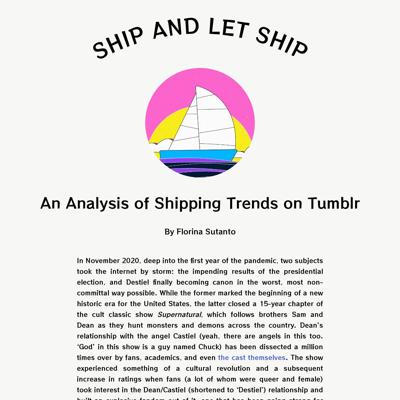 SHIP AND LET SHIP
An Analysis of Shipping Trends on Tumblr
By Florina Sutanto
In November 2020, deep into the first year of the pandemic, two subjects
took the internet by storm: the impending results of the presidential
election, and Destiel finally becoming canon in the worst, most non-
committal way possible. While the former marked the beginning of a new
historic era for the United States, the latter closed a 15-year chapter of
the cult classic show Supernatural, which follows brothers Sam and
Dean as they hunt monsters and demons across the country. Dean's
relationship with the angel Castiel (yeah, there are angels in this too.
'God' in this show is a guy named Chuck) has been dissected a million
times over by fans, academics, and even the cast themselves. The show
experienced something of a cultural revolution and a subsequent
increase in ratings when fans (a lot of whom were queer and female)
took interest in the Dean/Castiel (shortened to 'Destiel') relationship and